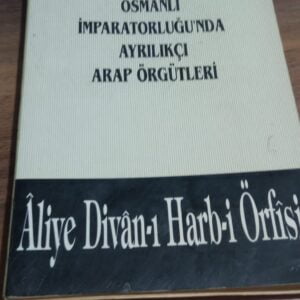 OSMANLI
İMPARATORLUĞU'NDA
AYRILIKÇI
ARAP ÖRGÜTLERİ
Âliye Divân-ı Harb-i Örfîsi